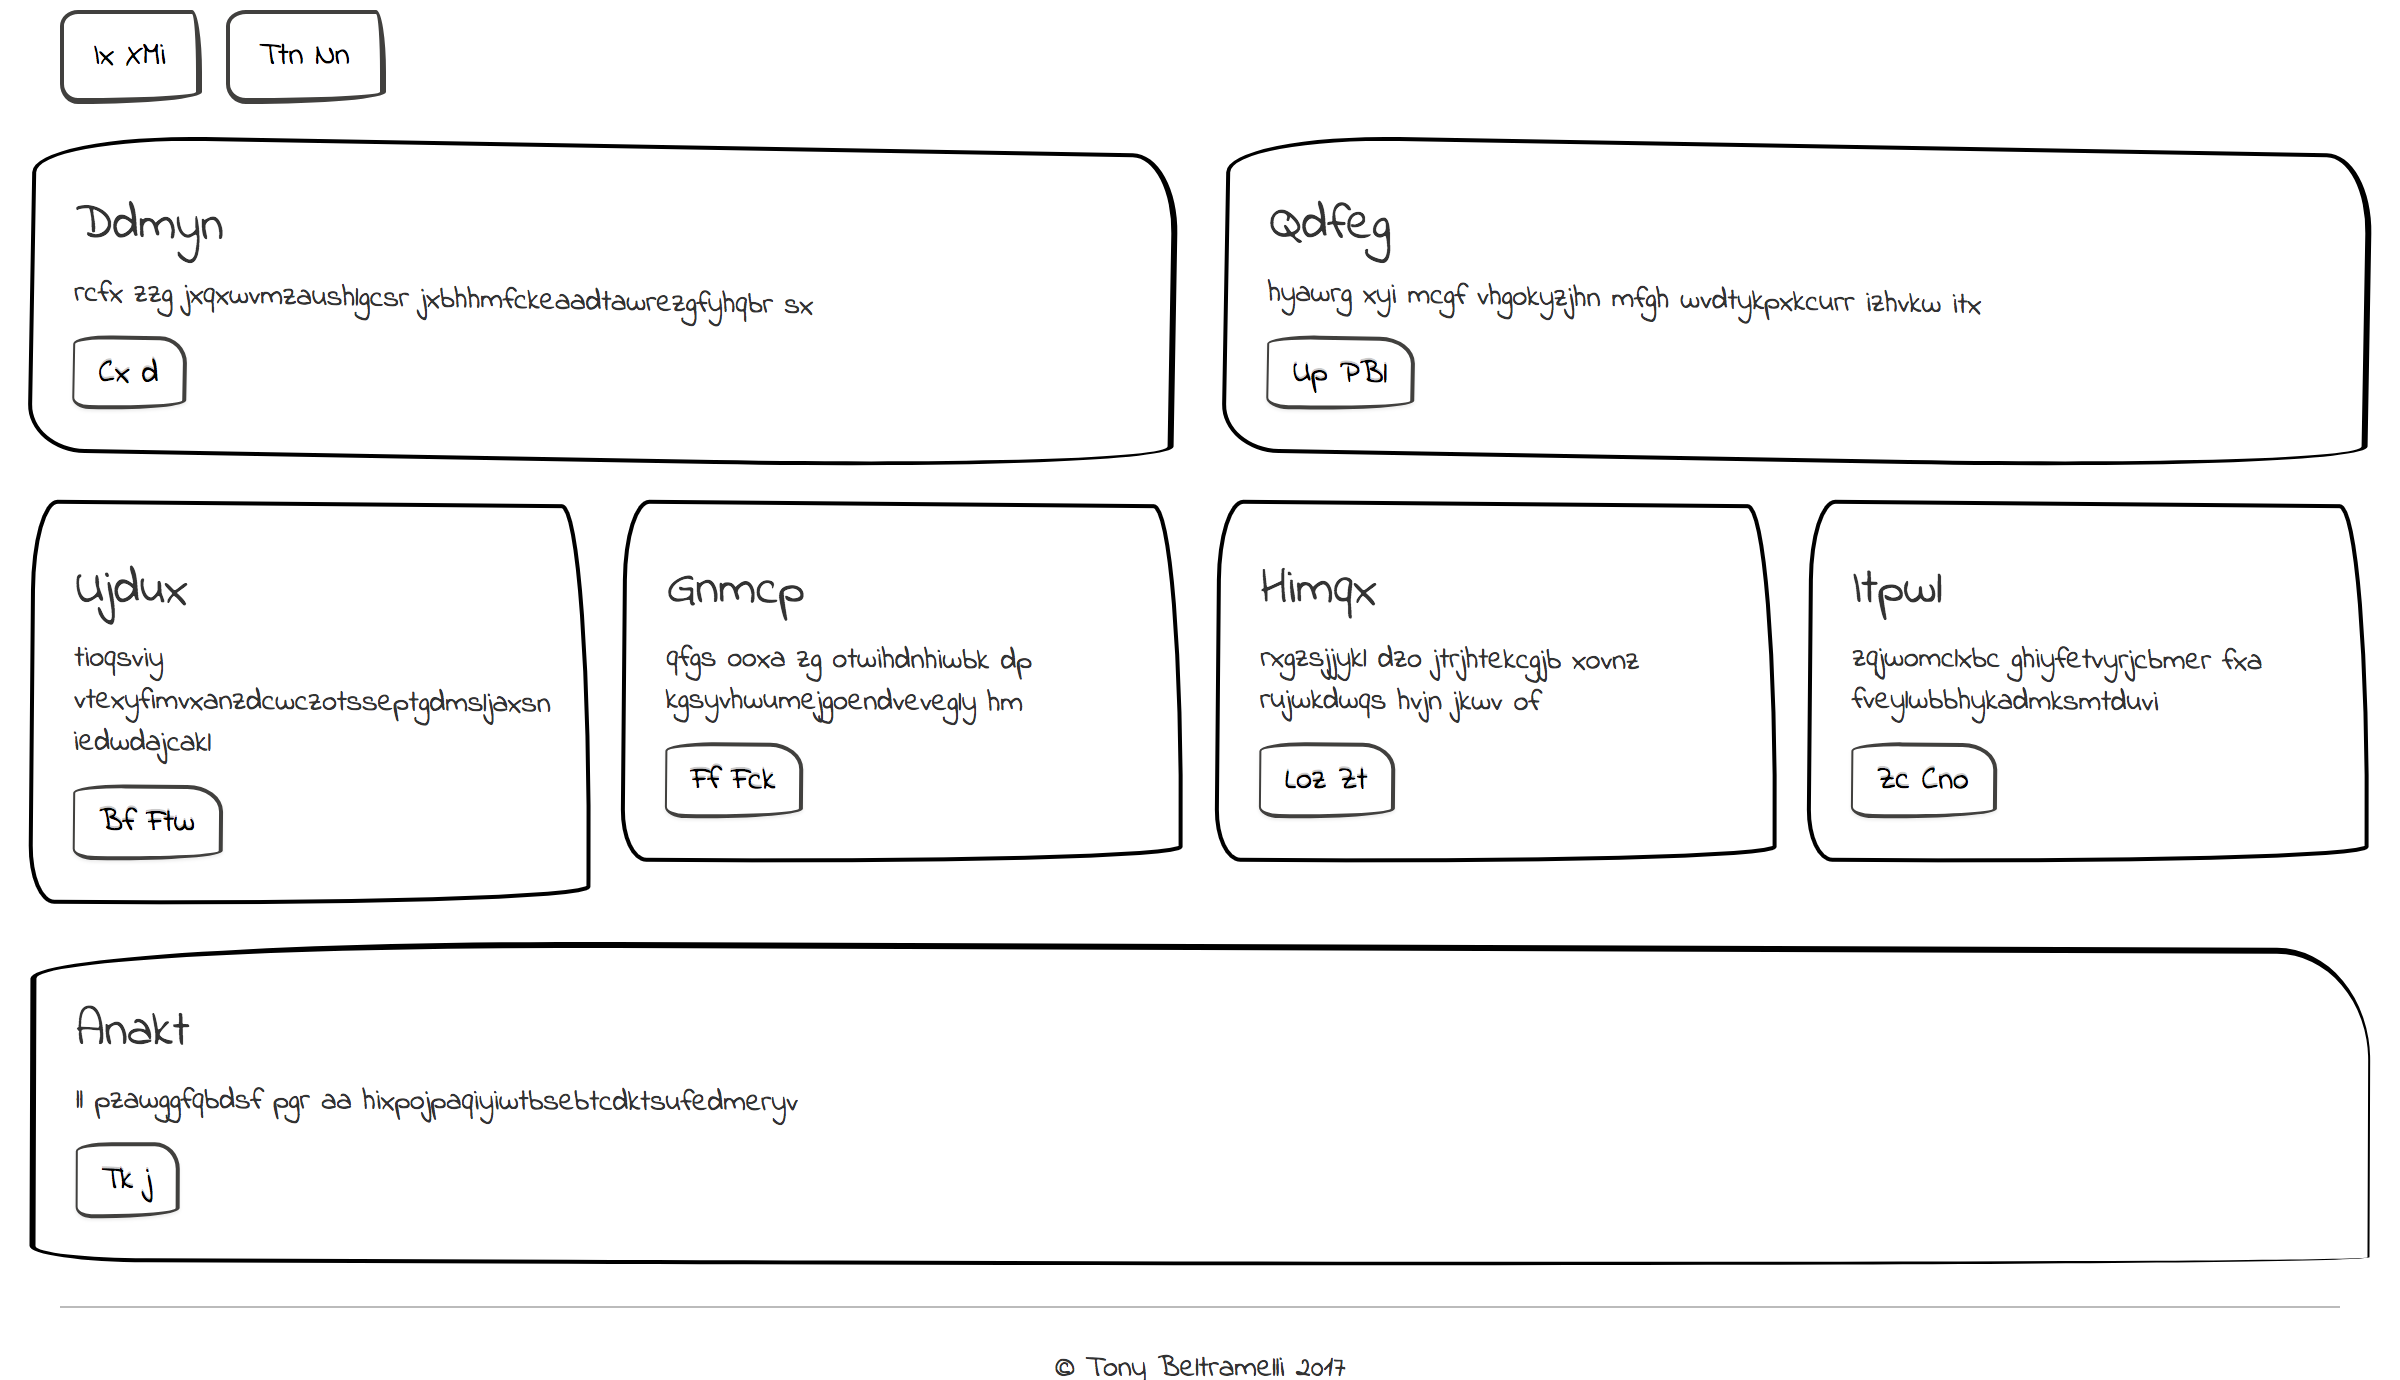 Ix XMi
Ttn Nn
Ddmyn
rcfx zzg jxqxwvmzaushlgcsr jxbhhmfckeaadtawrezgfyhqbr sx
Cx d
Qdfeg
hyawrg xyi mcgf vhgokyzjhn mfgh wvdtykpxkcurr izhvkw itx
Up PBl
Ujdux
tioqsviy
vtexyfimvxanzdcwczotsseptgdmsljaxsn
iedwdajcakl
Bf Ftw
Gnmcp
qfgs ooxa zg otwihdnhiwbk dp
kgsyvhwumejgoendvevegly hm
Ff Fck
Himqx
rxgzsjjykl dzo jtrjhtekcgjb xovnz
rujwkdwqs hvjn jkwv of
Loz Zt
Itpwl
zqjwomclxbc ghiyfetvyrjcbmer fxa
fveylwbbhykadmksmtduvi
Zc Cno
Anakt
ll pzawggfqbdsf pgr aa hixpojpaqiyiwtbsebtcdktsufedmeryv
Tk j
© Tony Beltramelli 2017